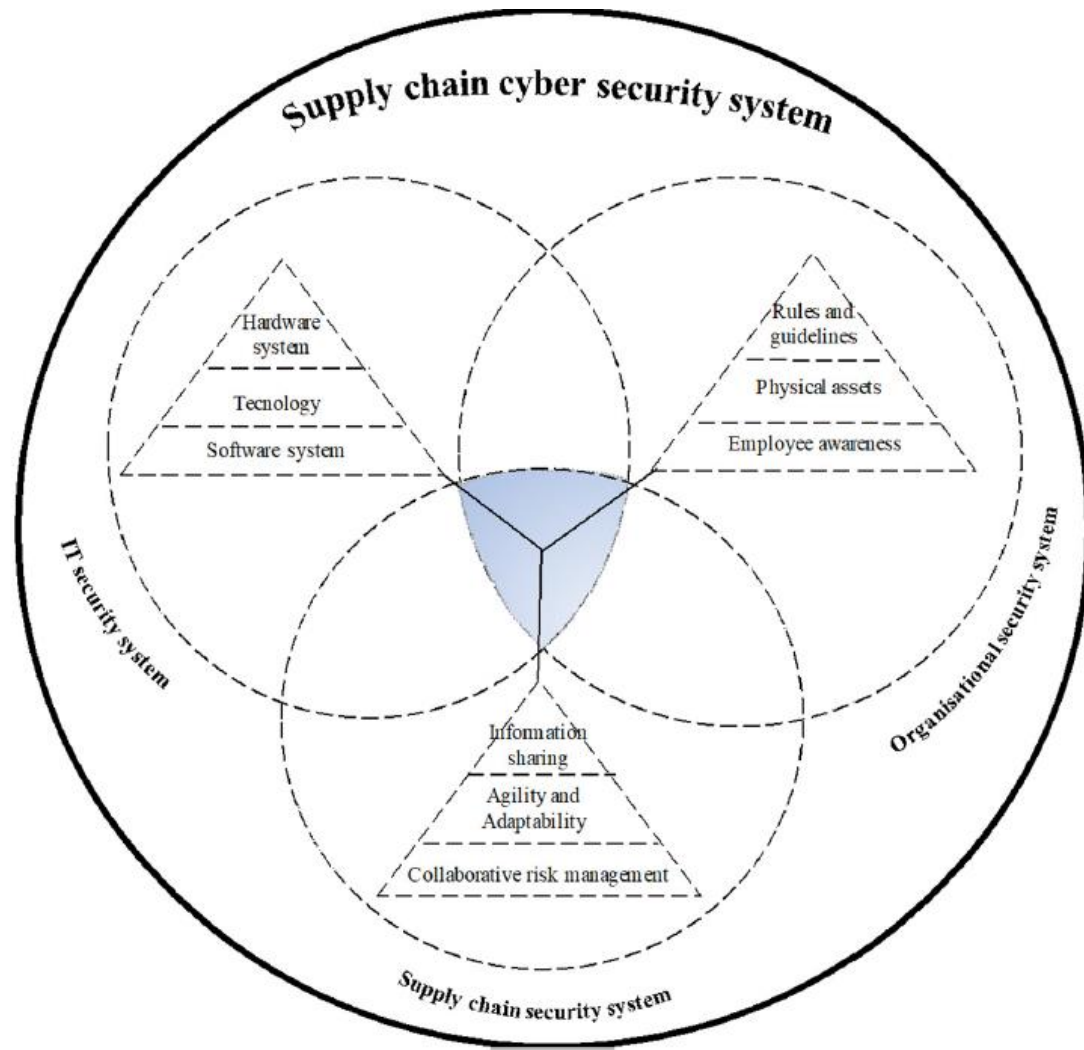 Supply chain cyber security system
Hardware
system
Tecnology
Software system
Rules and
guidelines
Physical assets
Employee awareness
IT security system
Organisational security system
Information
sharing
Agility and
Adaptability
Collaborative risk management
Supply chain security system